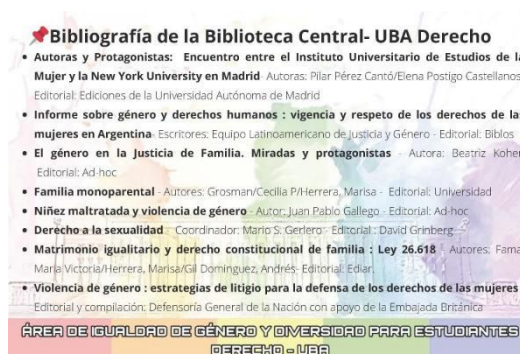 Bibliografía de la Biblioteca Central- UBA Derecho
• Autoras y Protagonistas: Encuentro entre el Instituto Universitario de Estudios de la
Mujer y la New York University en Madrid- Autoras: Pilar Pérez Cantó/Elena Postigo Castellanos
Editorial: Ediciones de la Universidad Autónoma de Madrid
• Informe sobre género y derechos humanos : vigencia y respeto de los derechos de las
mujeres en Argentina- Escritores: Equipo Latinoamericano de Justicia y Género - Editorial: Biblos
• El género en la Justicia de Familia. Miradas y protagonistas - Autora: Beatriz Kohen
Editorial: Ad-hoc
• Familia monoparental - Autores: Grosman/Cecilia P/Herrera, Marisa - Editorial: Universidad
• Niñez maltratada y violencia de género - Autor: Juan Pablo Gallego - Editorial: Ad-hoc
• Derecho a la sexualidad - Coordinador: Mario S. Gerlero- Editorial : David Grinberg
• Matrimonio igualitario y derecho constitucional de familia : Ley 26.618 - Autores: Fama,
Maria Victoria/Herrera, Marisa/Gil Dominguez, Andrés- Editorial: Ediar.
• Violencia de género : estrategias de litigio para la defensa de los derechos de las mujeres -
Editorial y compilación: Defensoría General de la Nación con apoyo de la Embajada Británica
ÁREA DE IGUALDAD DE GÉNERO Y DIVERSIDAD PARA ESTUDIANTES
DERECHO - UBA